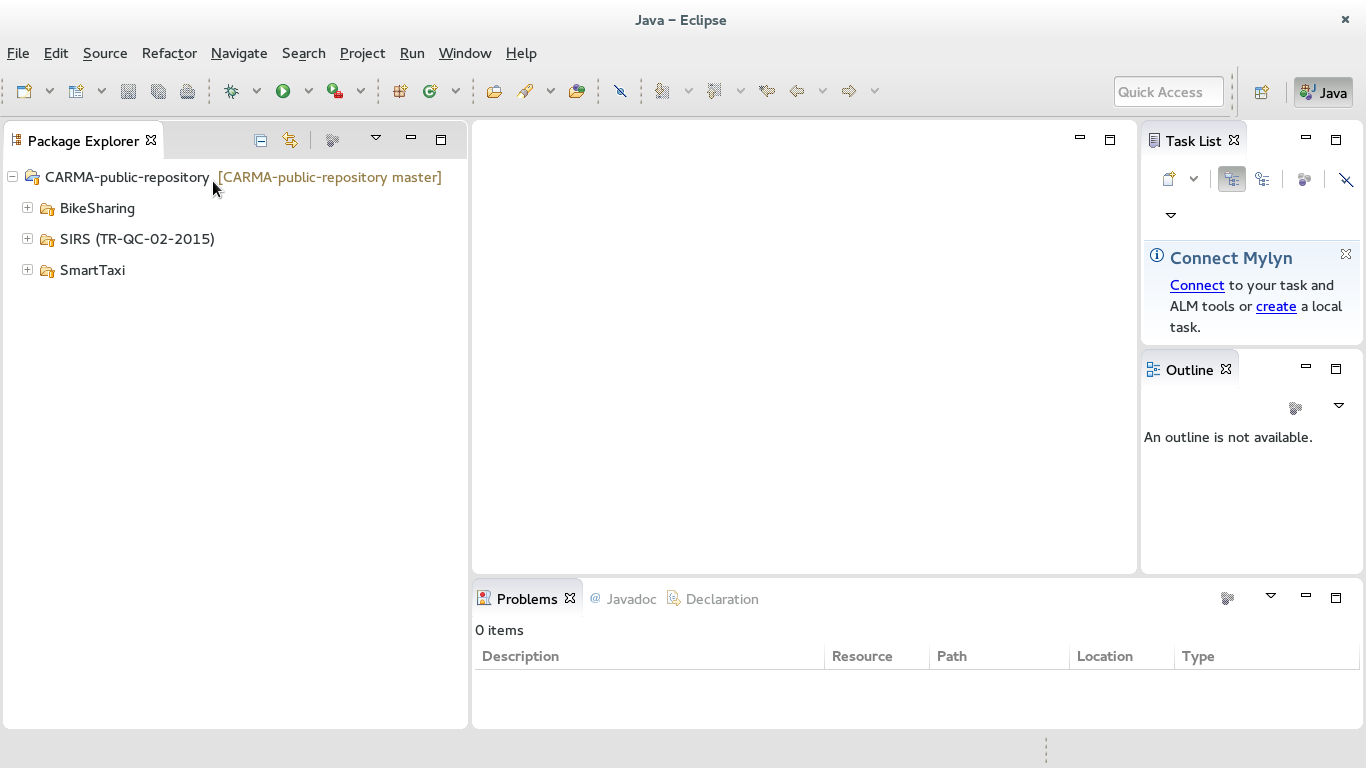 Java – Eclipse
File Edit Source Refactor Navigate Search Project Run Window Help
Quick Access
Java
Package Explorer
CARMA-public-repository [CARMA-public-repository master]
BikeSharing
SIRS (TR-QC-02-2015)
SmartTaxi
Task List
Connect Mylyn
Connect to your task and
ALM tools or create a local
task.
Outline
An outline is not available.
Problems @ Javadoc Declaration
0 items
Description Resource Path Location Type